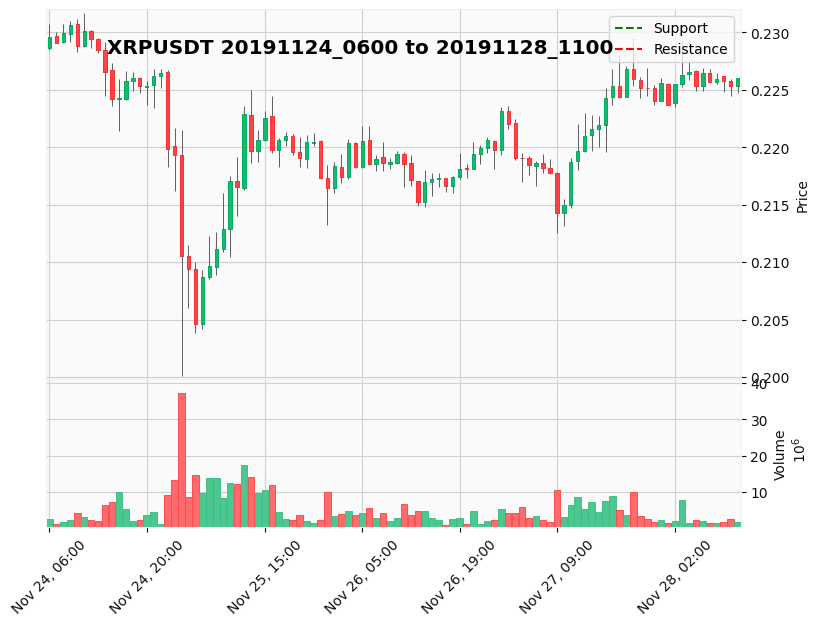 XRPUSDT 20191124_0600 to 20191128_1100
Support
Resistance
0.230
0.225
0.220
0.215
0.210
0.205
0.200
Price
40
30
20
10
Volume
10^6
Nov 24, 06:00
Nov 24, 20:00
Nov 25, 15:00
Nov 26, 05:00
Nov 26, 19:00
Nov 27, 09:00
Nov 28, 02:00